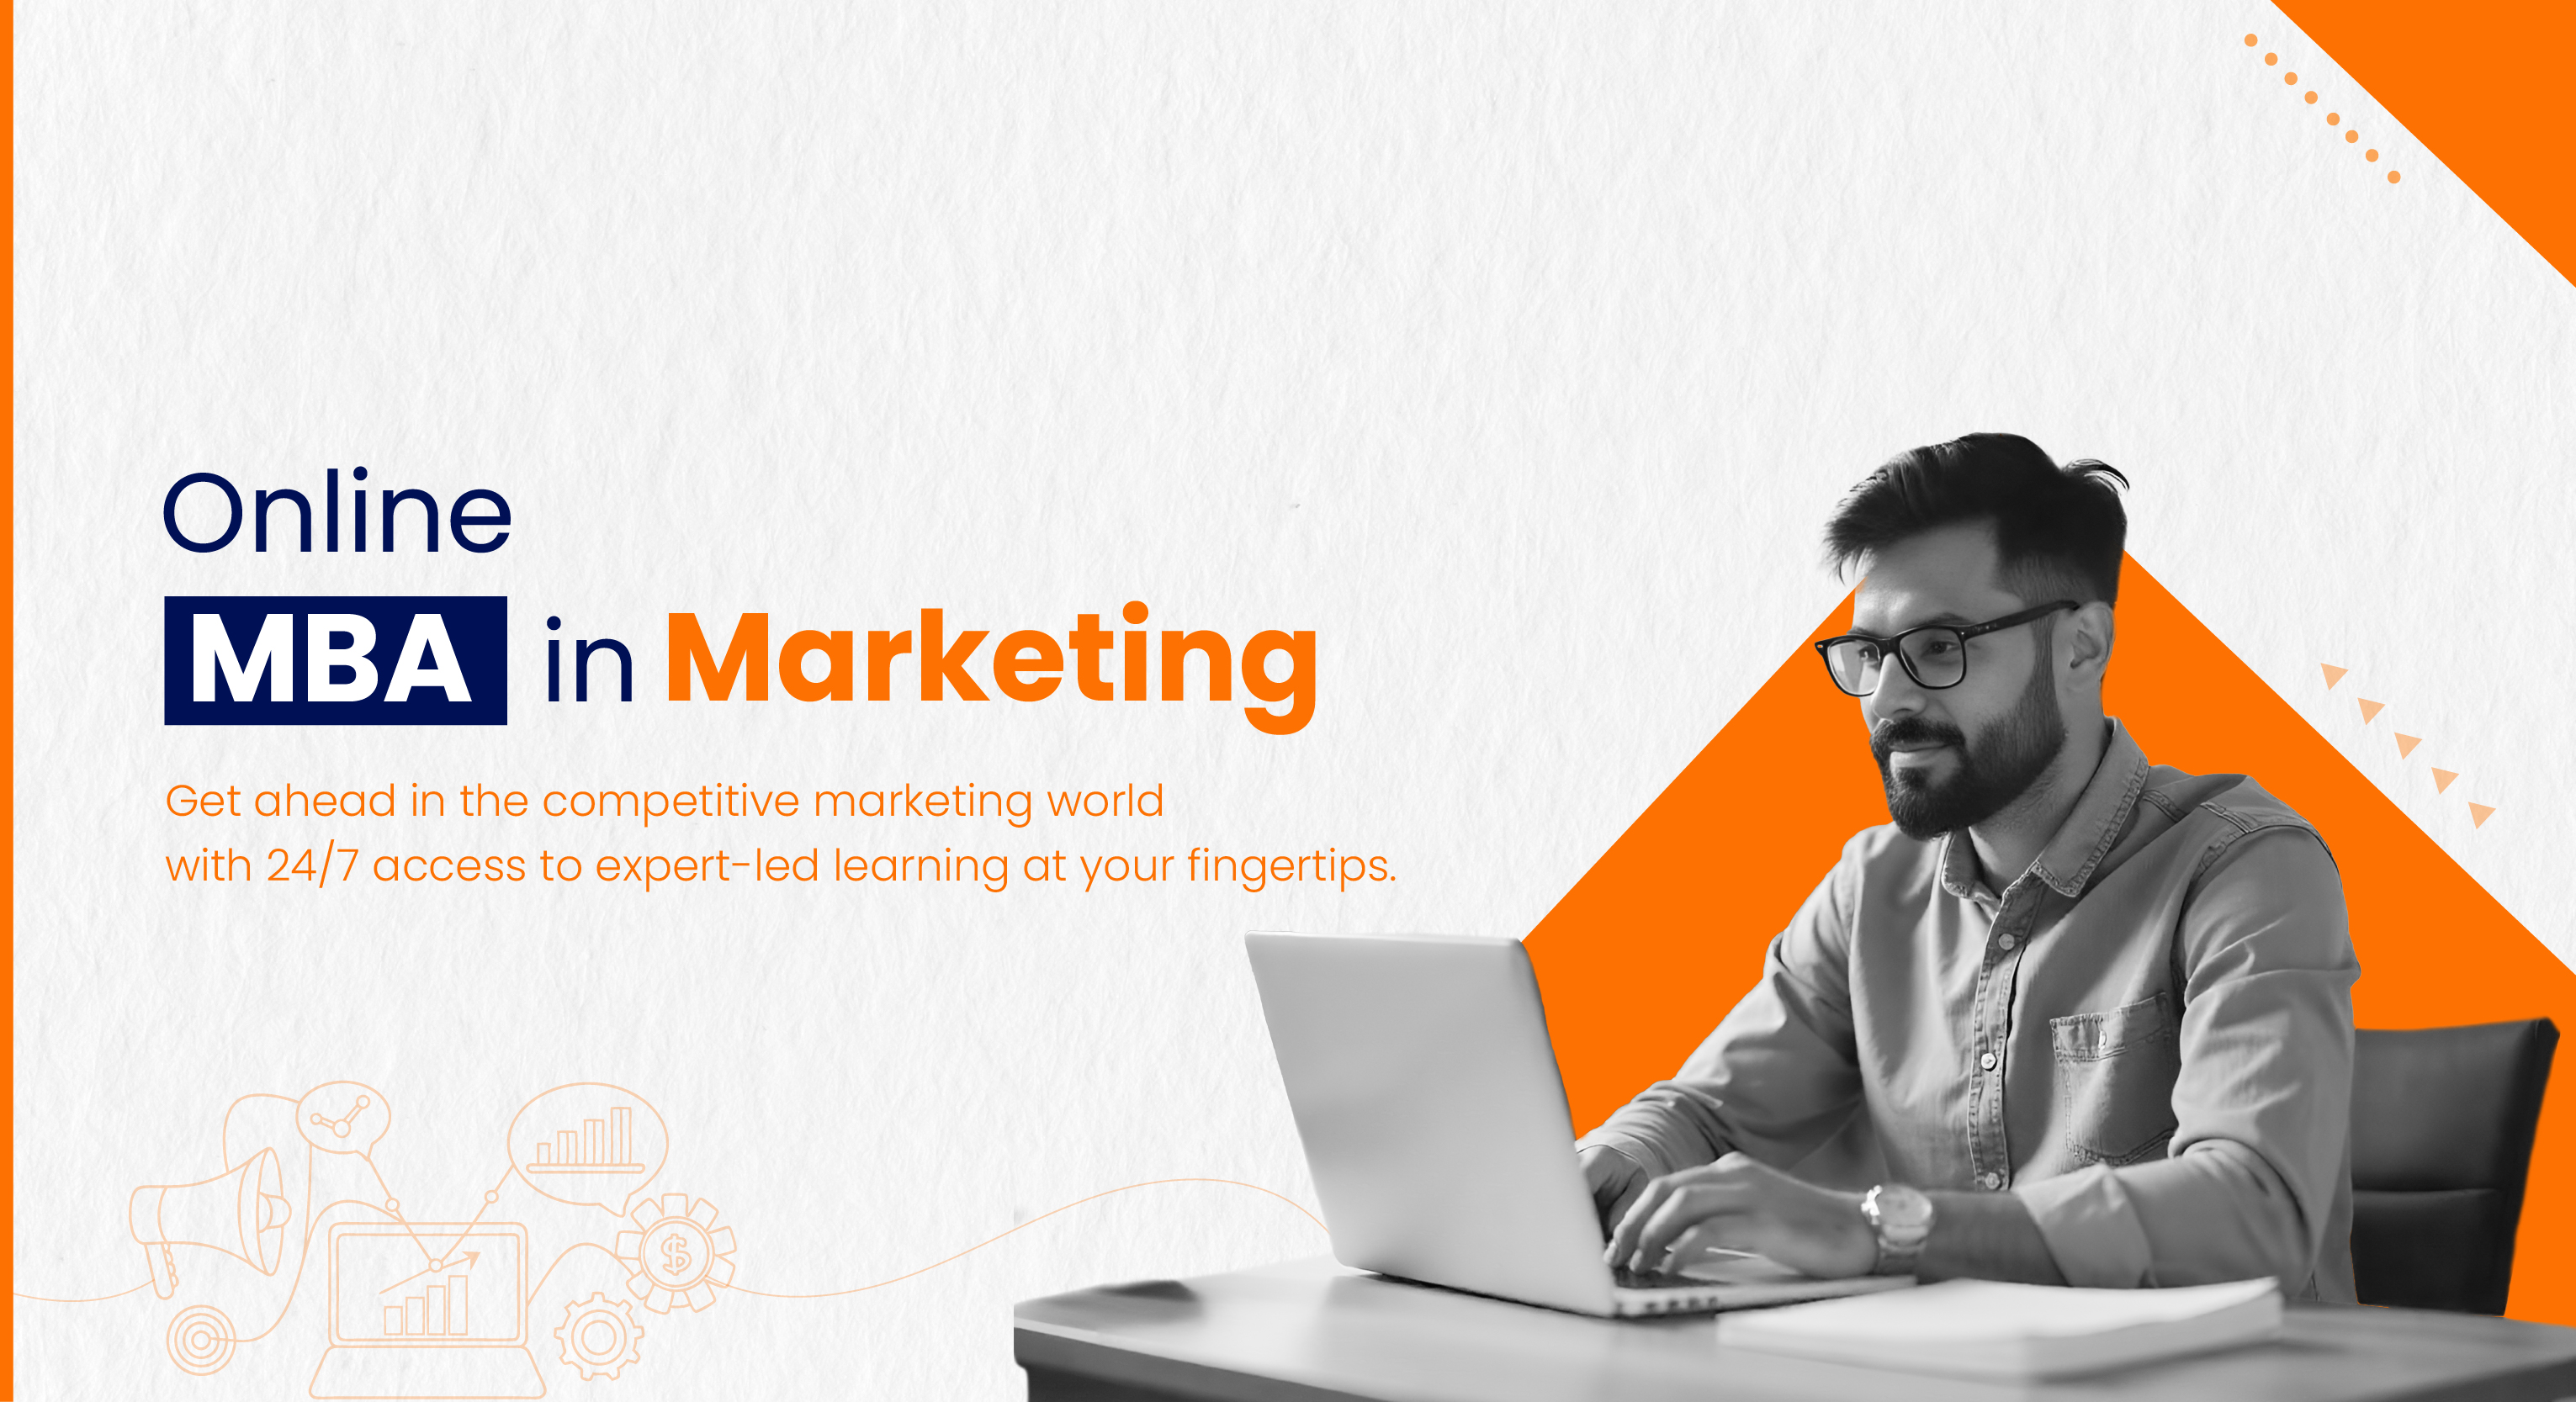 Online
MBA in Marketing
Get ahead in the competitive marketing world
with 24/7 access to expert-led learning at your fingertips.
$